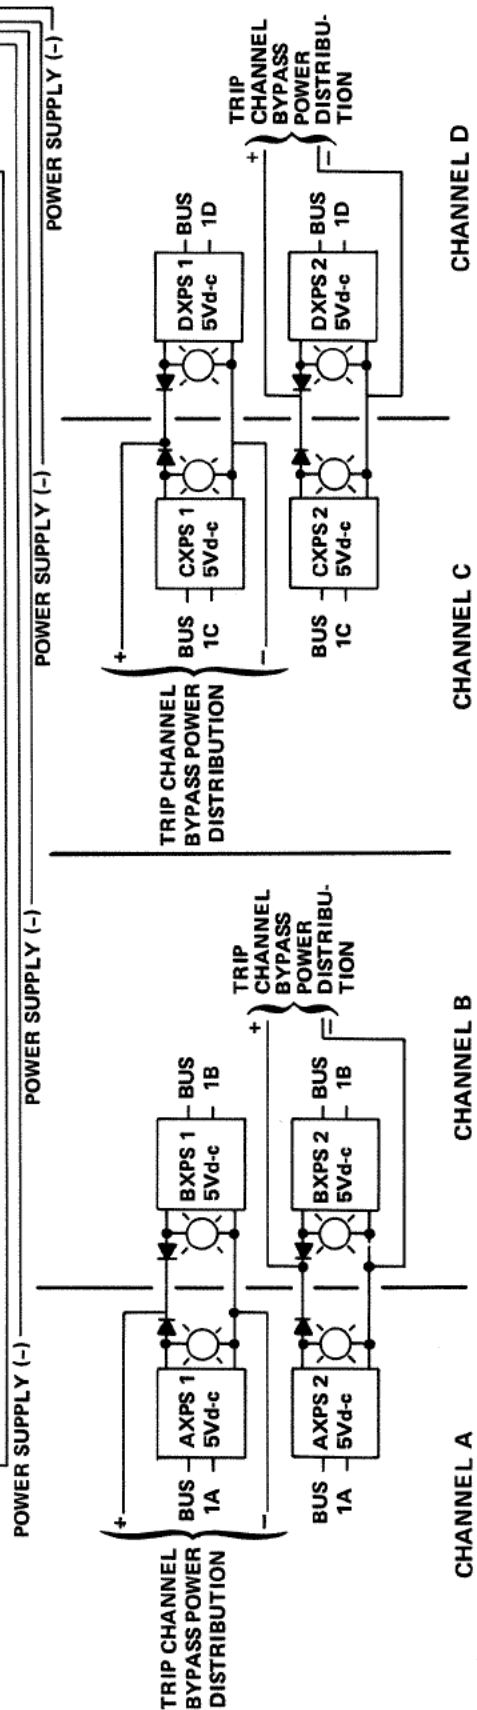 POWER SUPPLY (−)
POWER SUPPLY (−)
POWER SUPPLY (−)
POWER SUPPLY (−)
TRIP CHANNEL
BYPASS POWER
DISTRIBUTION
+
−
BUS
1A
AXPS 1
5Vd-c
BXPS 1
5Vd-c
BUS
1B
BUS
1A
AXPS 2
5Vd-c
BXPS 2
5Vd-c
BUS
1B
+
−
TRIP
CHANNEL
BYPASS
POWER
DISTRIBU-
TION
CHANNEL A
CHANNEL B
TRIP CHANNEL
BYPASS POWER
DISTRIBUTION
+
−
BUS
1C
CXPS 1
5Vd-c
DXPS 1
5Vd-c
BUS
1D
BUS
1C
CXPS 2
5Vd-c
DXPS 2
5Vd-c
BUS
1D
+
−
TRIP
CHANNEL
BYPASS
POWER
DISTRIBU-
TION
CHANNEL C
CHANNEL D